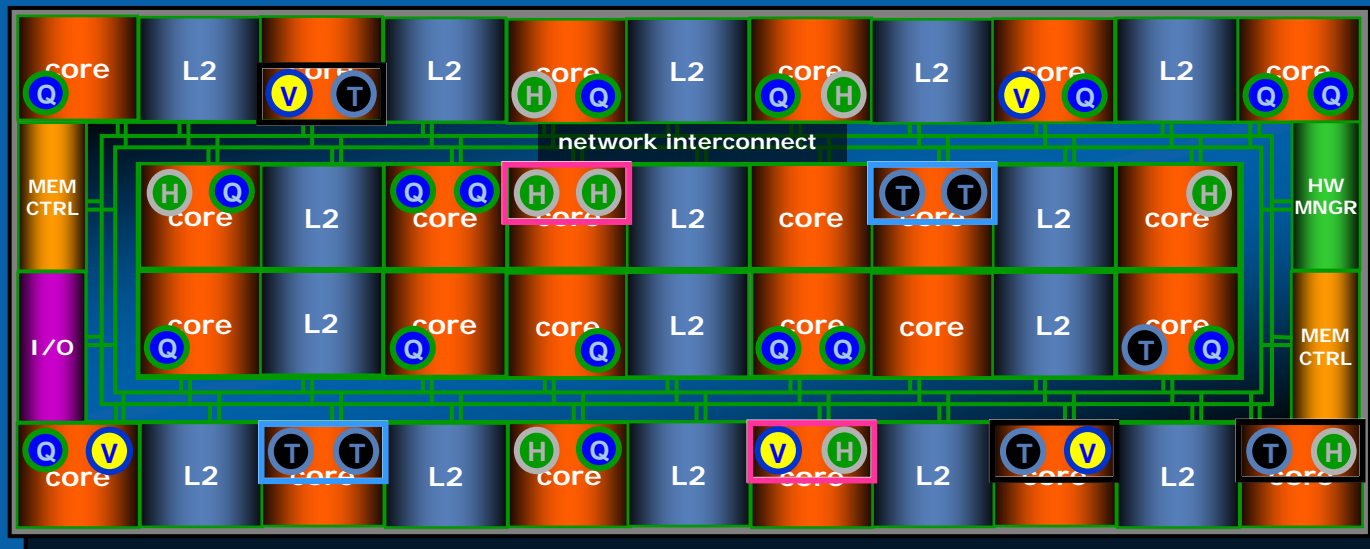 core L2 core L2 core L2 core L2 core L2 core
Q V T H Q Q H V Q Q Q
network interconnect
MEM
CTRL
H Q Q Q H H T T H
core L2 core core L2 core core L2 core
HW
MNGR
core L2 core core L2 core core L2 core
Q Q Q Q Q T Q
I/O
MEM
CTRL
Q V T T H Q V H T V T H
core L2 core L2 core L2 core L2 core L2 core